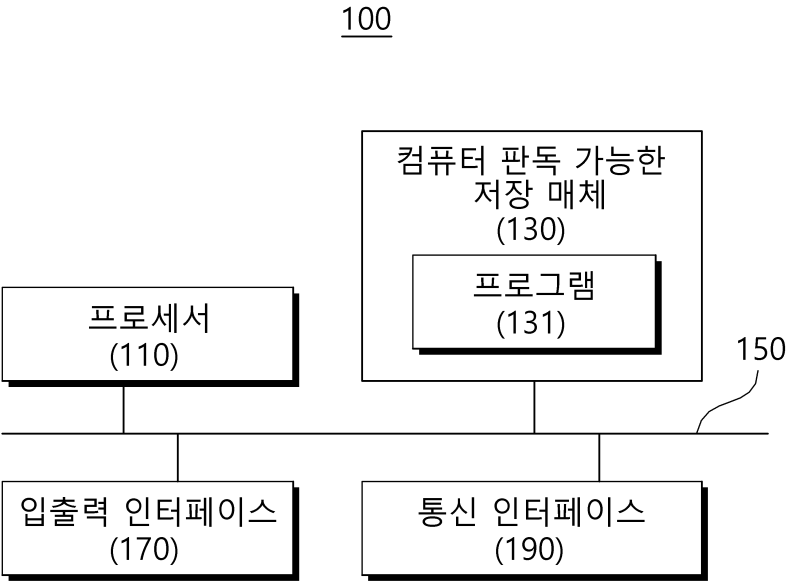 100
컴퓨터 판독 가능한
저장 매체
(130)
프로그램
(131)
프로세서
(110)
150
입출력 인터페이스
(170)
통신 인터페이스
(190)